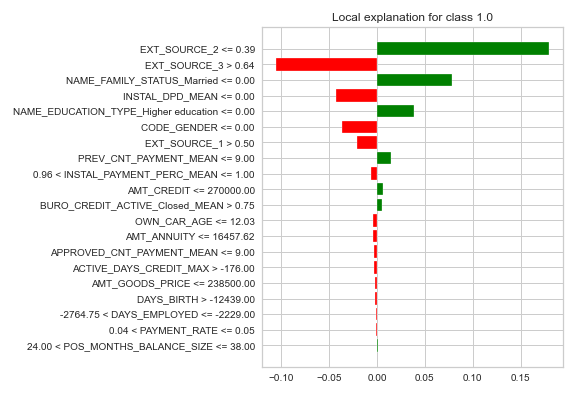 Local explanation for class 1.0
EXT_SOURCE_2 <= 0.39
EXT_SOURCE_3 > 0.64
NAME_FAMILY_STATUS_Married <= 0.00
INSTAL_DPD_MEAN <= 0.00
NAME_EDUCATION_TYPE_Higher education <= 0.00
CODE_GENDER <= 0.00
EXT_SOURCE_1 > 0.50
PREV_CNT_PAYMENT_MEAN <= 9.00
0.96 < INSTAL_PAYMENT_PERC_MEAN <= 1.00
AMT_CREDIT <= 270000.00
BURO_CREDIT_ACTIVE_Closed_MEAN > 0.75
OWN_CAR_AGE <= 12.03
AMT_ANNUITY <= 16457.62
APPROVED_CNT_PAYMENT_MEAN <= 9.00
ACTIVE_DAYS_CREDIT_MAX > -176.00
AMT_GOODS_PRICE <= 238500.00
DAYS_BIRTH > -12439.00
-2764.75 < DAYS_EMPLOYED <= -2229.00
0.04 < PAYMENT_RATE <= 0.05
24.00 < POS_MONTHS_BALANCE_SIZE <= 38.00
−0.10 −0.05 0.00 0.05 0.10 0.15